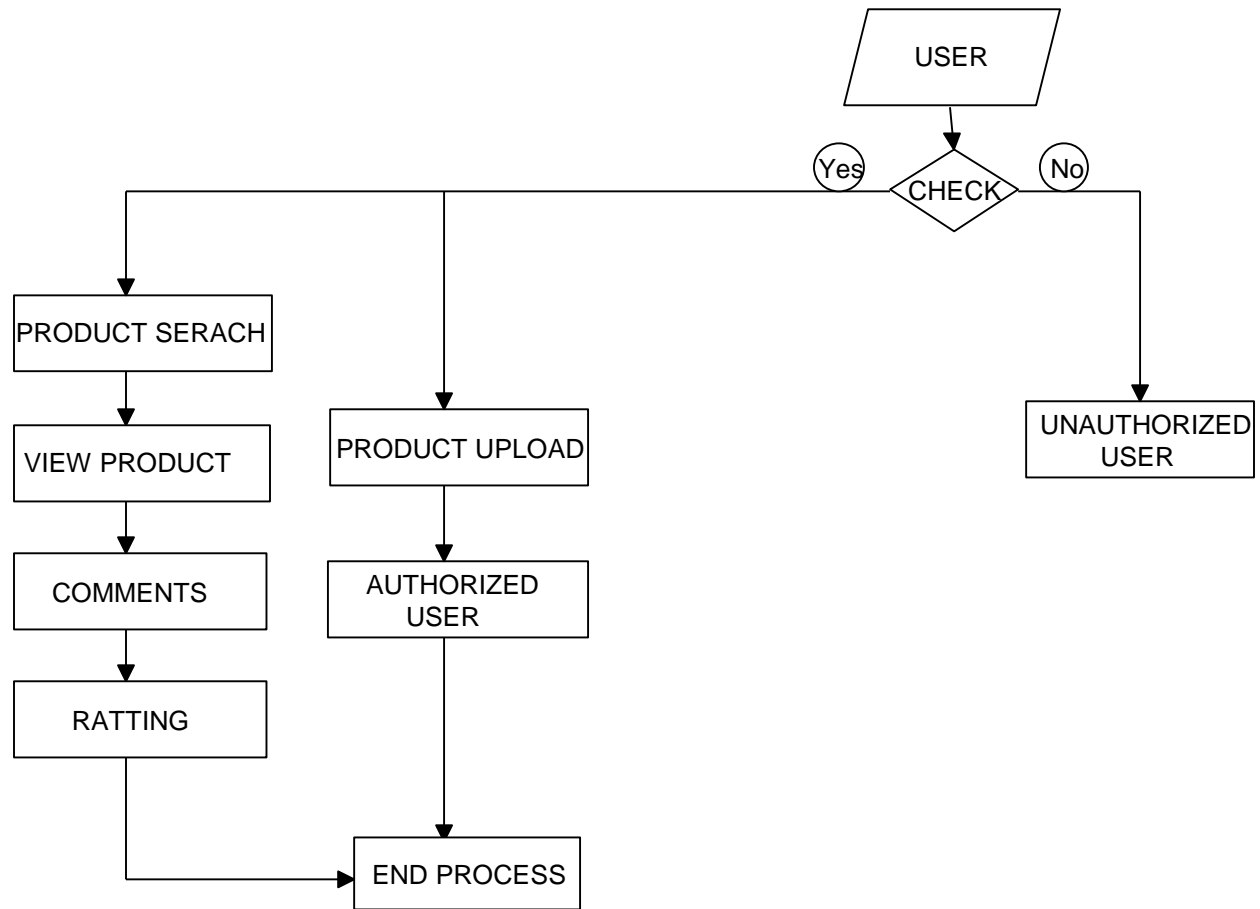 USER
Yes
CHECK
No
PRODUCT SERACH
VIEW PRODUCT
COMMENTS
RATTING
PRODUCT UPLOAD
AUTHORIZED
USER
UNAUTHORIZED
USER
END PROCESS